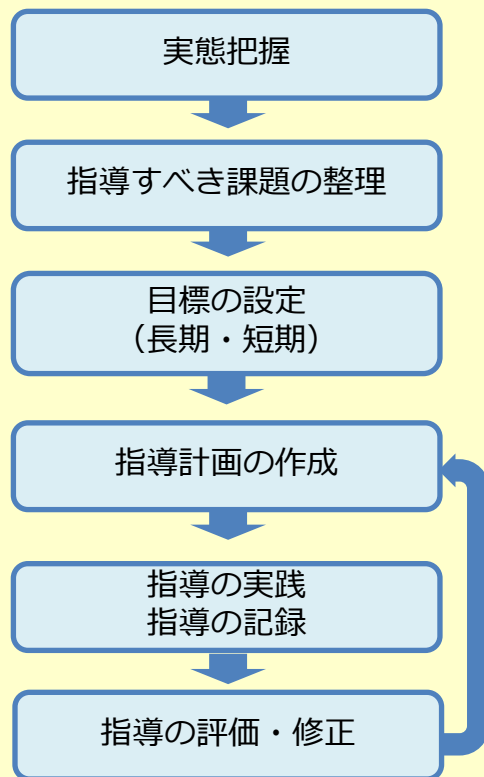 実態把握
指導すべき課題の整理
目標の設定
（長期・短期）
指導計画の作成
指導の実践
指導の記録
指導の評価・修正